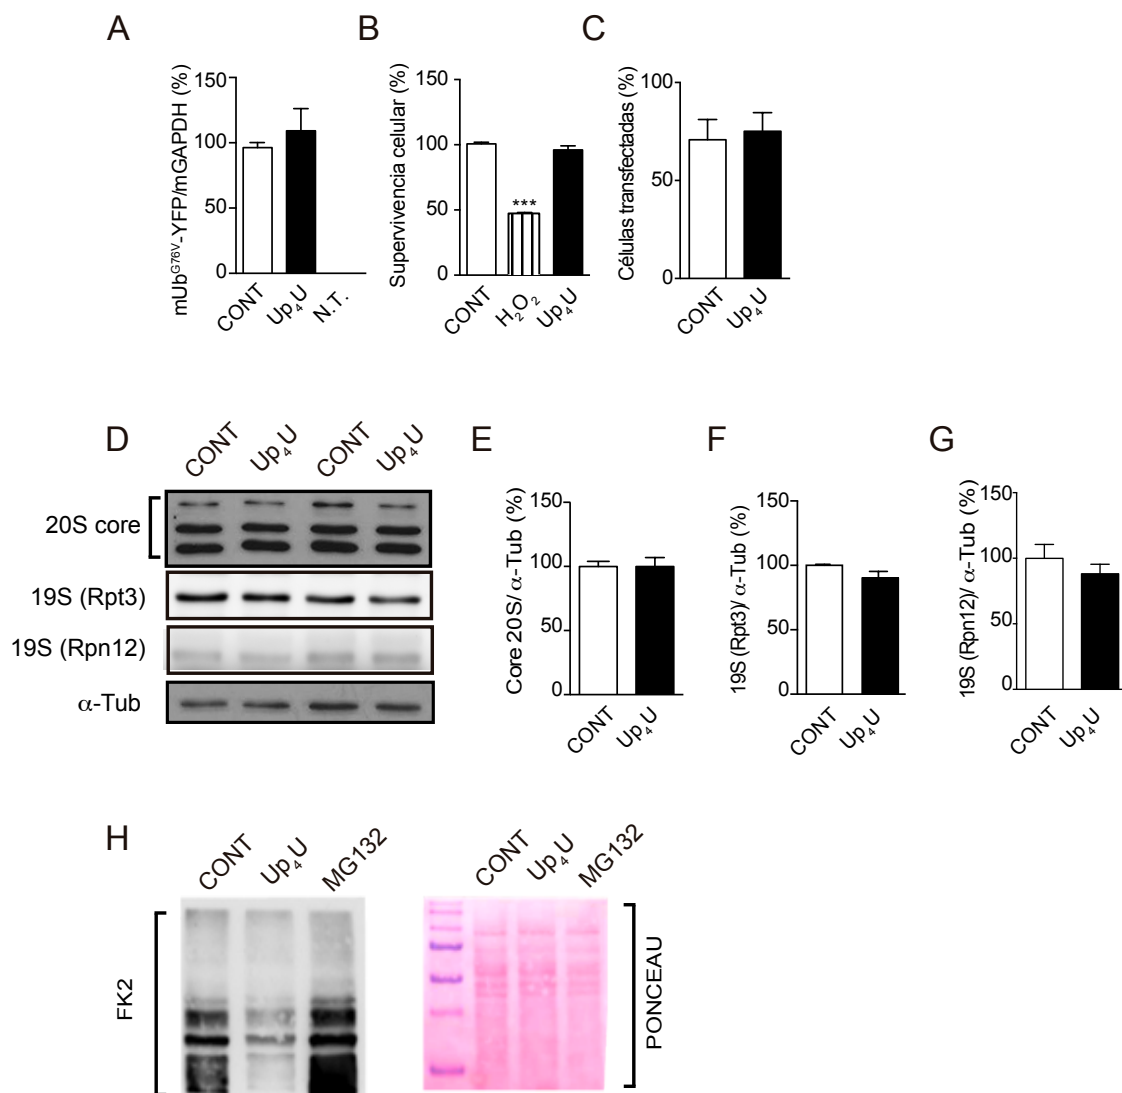 A
mUb^G76V-YFP/mGAPDH (%)
150
100
50
0
CONT
Up₄U
N.T.
B
Supervivencia celular (%)
150
100
50
0
***
CONT
H₂O₂
Up₄U
C
Células transfectadas (%)
100
50
0
CONT
Up₄U
D
CONT
Up₄U
CONT
Up₄U
20S core
19S (Rpt3)
19S (Rpn12)
α-Tub
E
Core 20S/ α-Tub (%)
150
100
50
0
CONT
Up₄U
F
19S (Rpt3)/ α-Tub (%)
150
100
50
0
CONT
Up₄U
G
19S (Rpn12)/ α-Tub (%)
150
100
50
0
CONT
Up₄U
H
CONT
Up₄U
MG132
FK2
CONT
Up₄U
MG132
PONCEAU